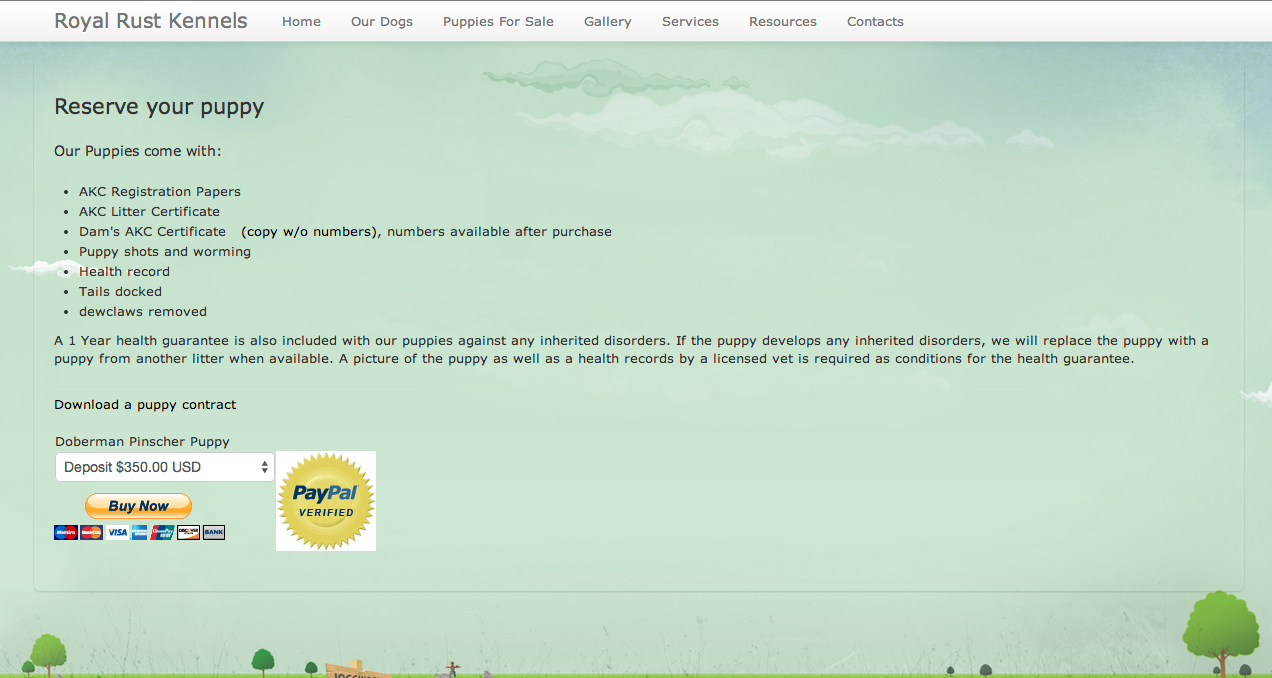 Royal Rust Kennels Home Our Dogs Puppies For Sale Gallery Services Resources Contacts
Reserve your puppy
Our Puppies come with:
• AKC Registration Papers
• AKC Litter Certificate
• Dam's AKC Certificate (copy w/o numbers), numbers available after purchase
• Puppy shots and worming
• Health record
• Tails docked
• dewclaws removed
A 1 Year health guarantee is also included with our puppies against any inherited disorders. If the puppy develops any inherited disorders, we will replace the puppy with a
puppy from another litter when available. A picture of the puppy as well as a health records by a licensed vet is required as conditions for the health guarantee.
Download a puppy contract
Doberman Pinscher Puppy
Deposit $350.00 USD
Buy Now
Maestro MasterCard VISA DISCOVER BANK
PayPal
VERIFIED